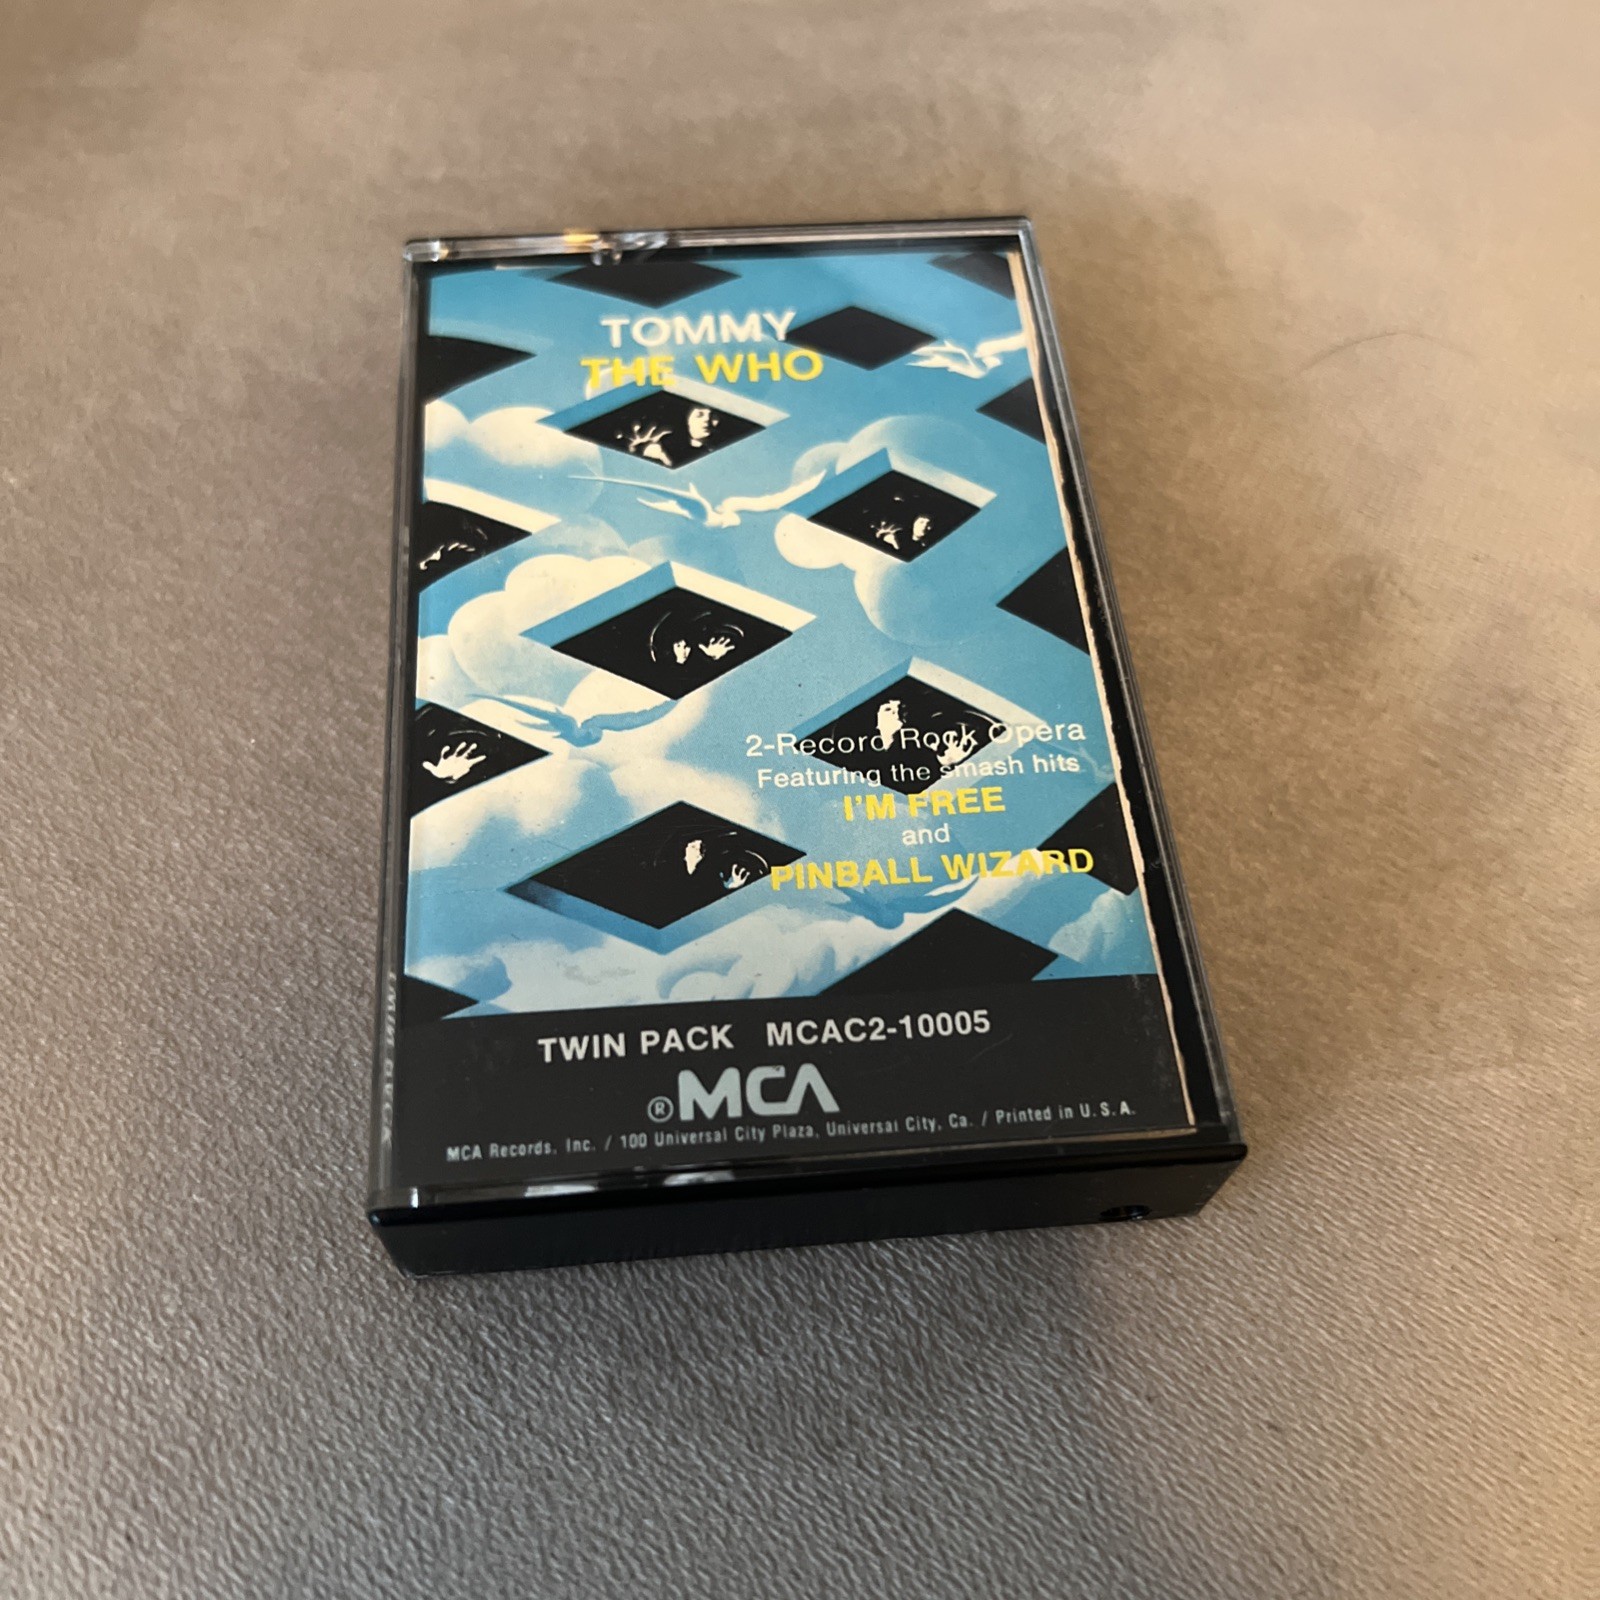 TOMMY
THE WHO
2-Record Rock Opera
Featuring the smash hits
I'M FREE
and
PINBALL WIZARD
TWIN PACK MCAC2-10005
®MCA
MCA Records, Inc. / 100 Universal City Plaza, Universal City, Ca. / Printed in U.S.A.